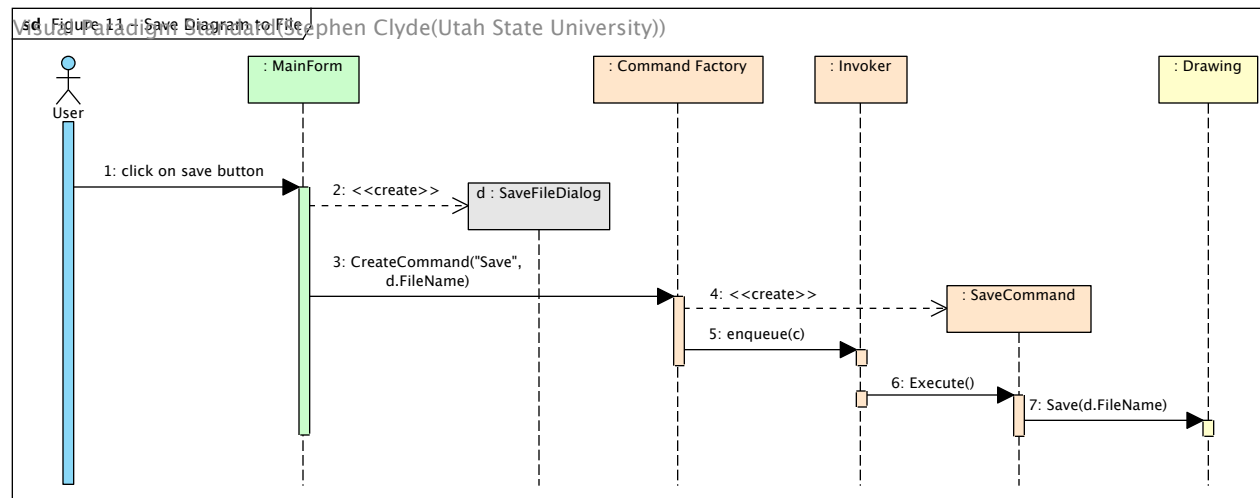 sd Figure 11 - Save Diagram to File
Visual Paradigm Standard(Stephen Clyde(Utah State University))
: MainForm
: Command Factory
: Invoker
: Drawing
User
1: click on save button
2: <<create>>
d : SaveFileDialog
3: CreateCommand("Save",
d.FileName)
4: <<create>>
: SaveCommand
5: enqueue(c)
6: Execute()
7: Save(d.FileName)